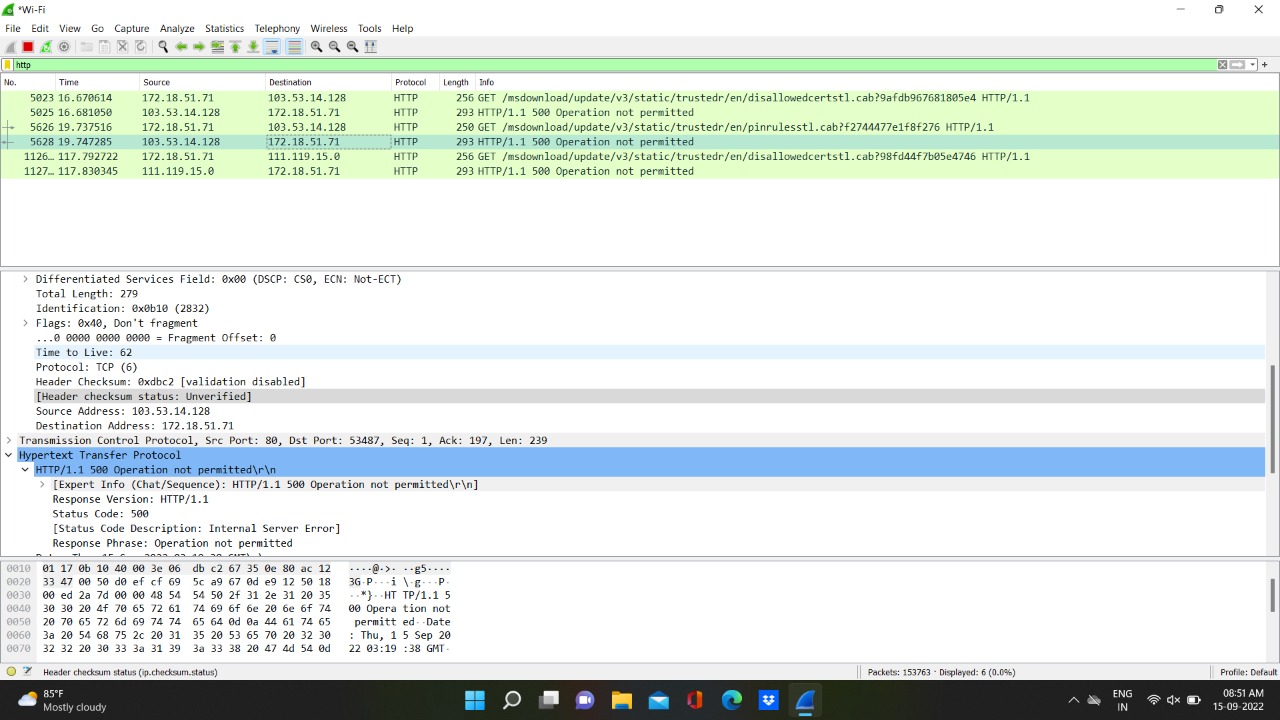 *Wi-Fi
File Edit View Go Capture Analyze Statistics Telephony Wireless Tools Help
http
No. Time Source Destination Protocol Length Info
5023 16.670614 172.18.51.71 103.53.14.128 HTTP 256 GET /msdownload/update/v3/static/trustedr/en/disallowedcertstl.cab?9afdb967681805e4 HTTP/1.1
5025 16.681050 103.53.14.128 172.18.51.71 HTTP 293 HTTP/1.1 500 Operation not permitted
5626 19.737516 172.18.51.71 103.53.14.128 HTTP 250 GET /msdownload/update/v3/static/trustedr/en/pinrulesstl.cab?f2744477e1f8f276 HTTP/1.1
5628 19.747285 103.53.14.128 172.18.51.71 HTTP 293 HTTP/1.1 500 Operation not permitted
1126… 117.792722 172.18.51.71 111.119.15.0 HTTP 256 GET /msdownload/update/v3/static/trustedr/en/disallowedcertstl.cab?98fd44f7b05e4746 HTTP/1.1
1127… 117.830345 111.119.15.0 172.18.51.71 HTTP 293 HTTP/1.1 500 Operation not permitted
Differentiated Services Field: 0x00 (DSCP: CS0, ECN: Not-ECT)
Total Length: 279
Identification: 0x0b10 (2832)
Flags: 0x40, Don't fragment
...0 0000 0000 0000 = Fragment Offset: 0
Time to Live: 62
Protocol: TCP (6)
Header Checksum: 0xdbc2 [validation disabled]
[Header checksum status: Unverified]
Source Address: 103.53.14.128
Destination Address: 172.18.51.71
Transmission Control Protocol, Src Port: 80, Dst Port: 53487, Seq: 1, Ack: 197, Len: 239
Hypertext Transfer Protocol
HTTP/1.1 500 Operation not permitted\r\n
[Expert Info (Chat/Sequence): HTTP/1.1 500 Operation not permitted\r\n]
Response Version: HTTP/1.1
Status Code: 500
[Status Code Description: Internal Server Error]
Response Phrase: Operation not permitted
0010 01 17 0b 10 40 00 3e 06 db c2 67 35 0e 80 ac 12 ····@·>· ··g5····
0020 33 47 00 50 d0 ef cf 69 5c a9 67 0d e9 12 50 18 3G·P···i \·g···P·
0030 00 ed 2a 7d 00 00 48 54 54 50 2f 31 2e 31 20 35 ··*}··HT TP/1.1 5
0040 30 30 20 4f 70 65 72 61 74 69 6f 6e 20 6e 6f 74 00 Opera tion not
0050 20 70 65 72 6d 69 74 74 65 64 0d 0a 44 61 74 65 permitt ed··Date
0060 3a 20 54 68 75 2c 20 31 35 20 53 65 70 20 32 30 : Thu, 1 5 Sep 20
0070 32 32 20 30 33 3a 31 39 3a 33 38 20 47 4d 54 0d 22 03:19 :38 GMT·
Header checksum status (ip.checksum.status) Packets: 153763 · Displayed: 6 (0.0%) Profile: Default
85°F
Mostly cloudy
ENG
IN
08:51 AM
15-09-2022